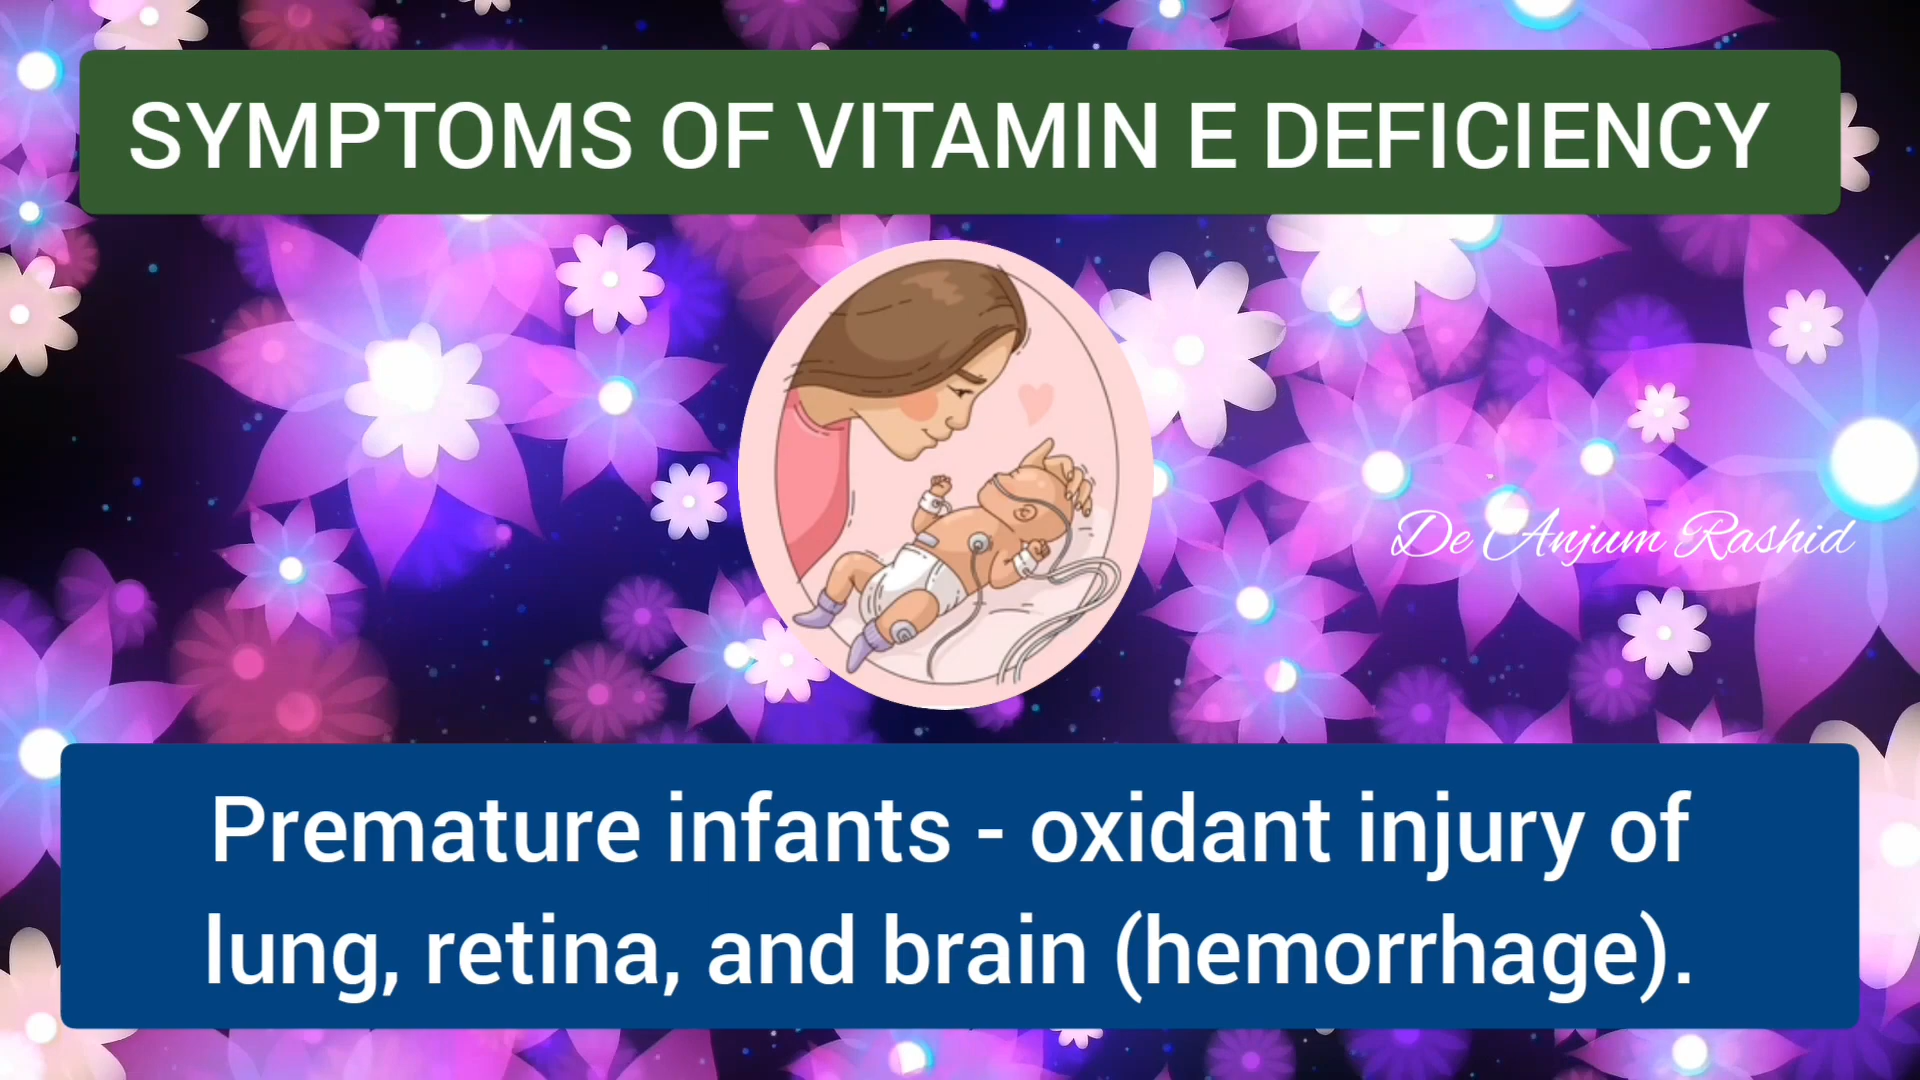 SYMPTOMS OF VITAMIN E DEFICIENCY
De Anjum Rashid
Premature infants - oxidant injury of
lung, retina, and brain (hemorrhage).